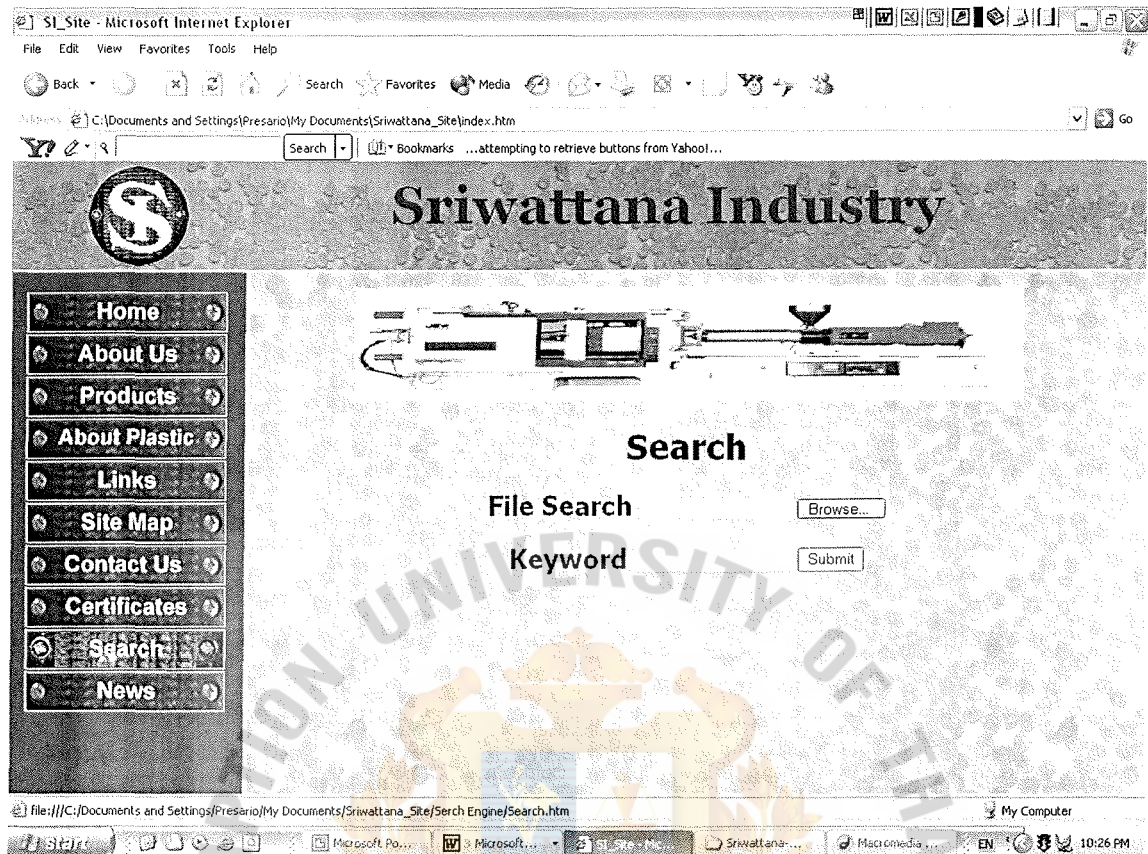 SI_Site - Microsoft Internet Explorer
File Edit View Favorites Tools Help
Back Search Favorites Media
Address C:\Documents and Settings\Presario\My Documents\Sriwattana_Site\index.htm Go
Y! Search Bookmarks ...attempting to retrieve buttons from Yahoo!...
S Sriwattana Industry
Home
About Us
Products
About Plastic
Links
Site Map
Contact Us
Certificates
Search
News
Search
File Search Browse...
Keyword Submit
UNIVERSITY OF
file:///C:/Documents and Settings/Presario/My Documents/Sriwattana_Site/Serch Engine/Search.htm My Computer
start Microsoft Po... 3 Microsoft... SI_Site - Mic... Sriwattana-... Macromedia ... EN 10:26 PM